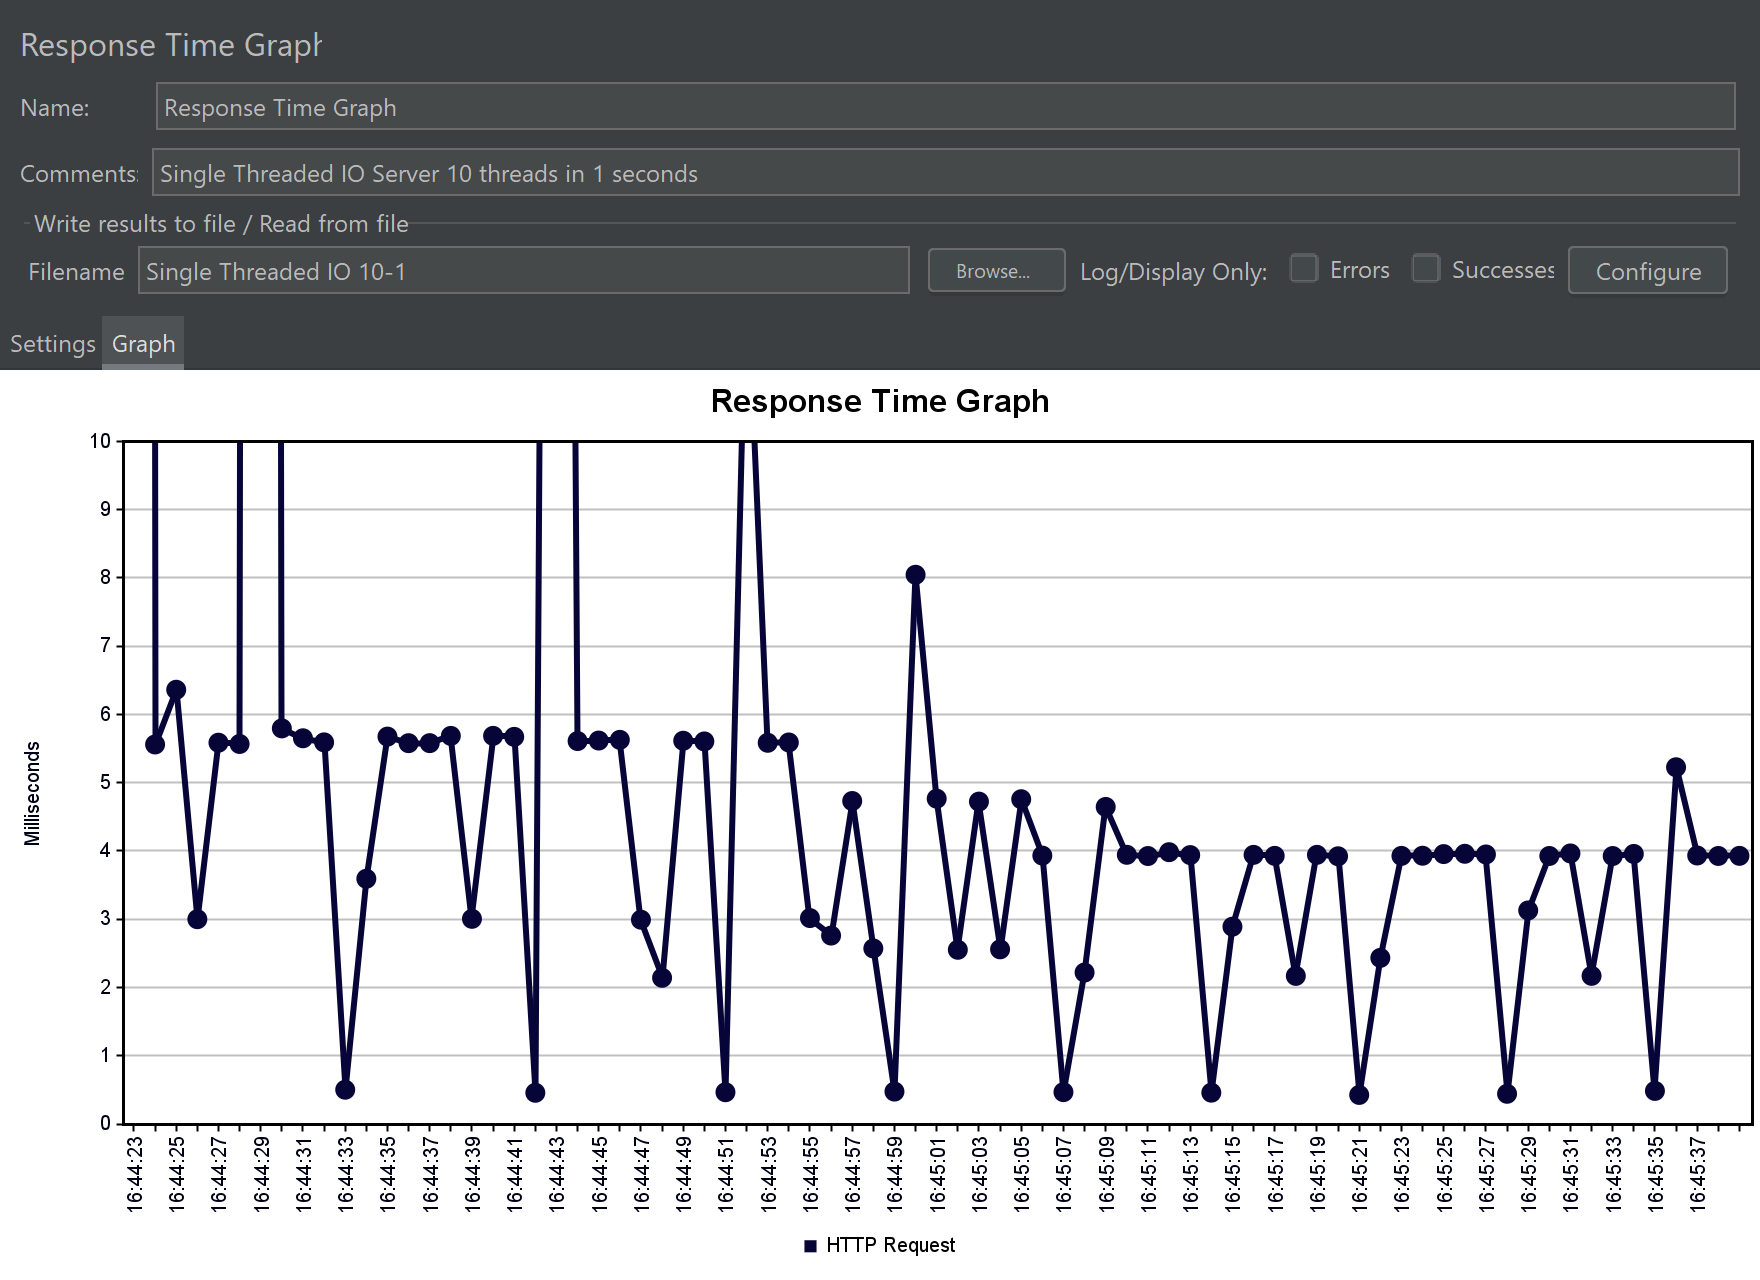 Response Time Graph
Name:
Response Time Graph
Comments:
Single Threaded IO Server 10 threads in 1 seconds
Write results to file / Read from file
Filename
Single Threaded IO 10-1
Browse...
Log/Display Only:
Errors
Successes
Configure
Settings
Graph
Response Time Graph
10
9
8
7
6
5
4
3
2
1
0
Milliseconds
16:44:23
16:44:25
16:44:27
16:44:29
16:44:31
16:44:33
16:44:35
16:44:37
16:44:39
16:44:41
16:44:43
16:44:45
16:44:47
16:44:49
16:44:51
16:44:53
16:44:55
16:44:57
16:44:59
16:45:01
16:45:03
16:45:05
16:45:07
16:45:09
16:45:11
16:45:13
16:45:15
16:45:17
16:45:19
16:45:21
16:45:23
16:45:25
16:45:27
16:45:29
16:45:31
16:45:33
16:45:35
16:45:37
HTTP Request